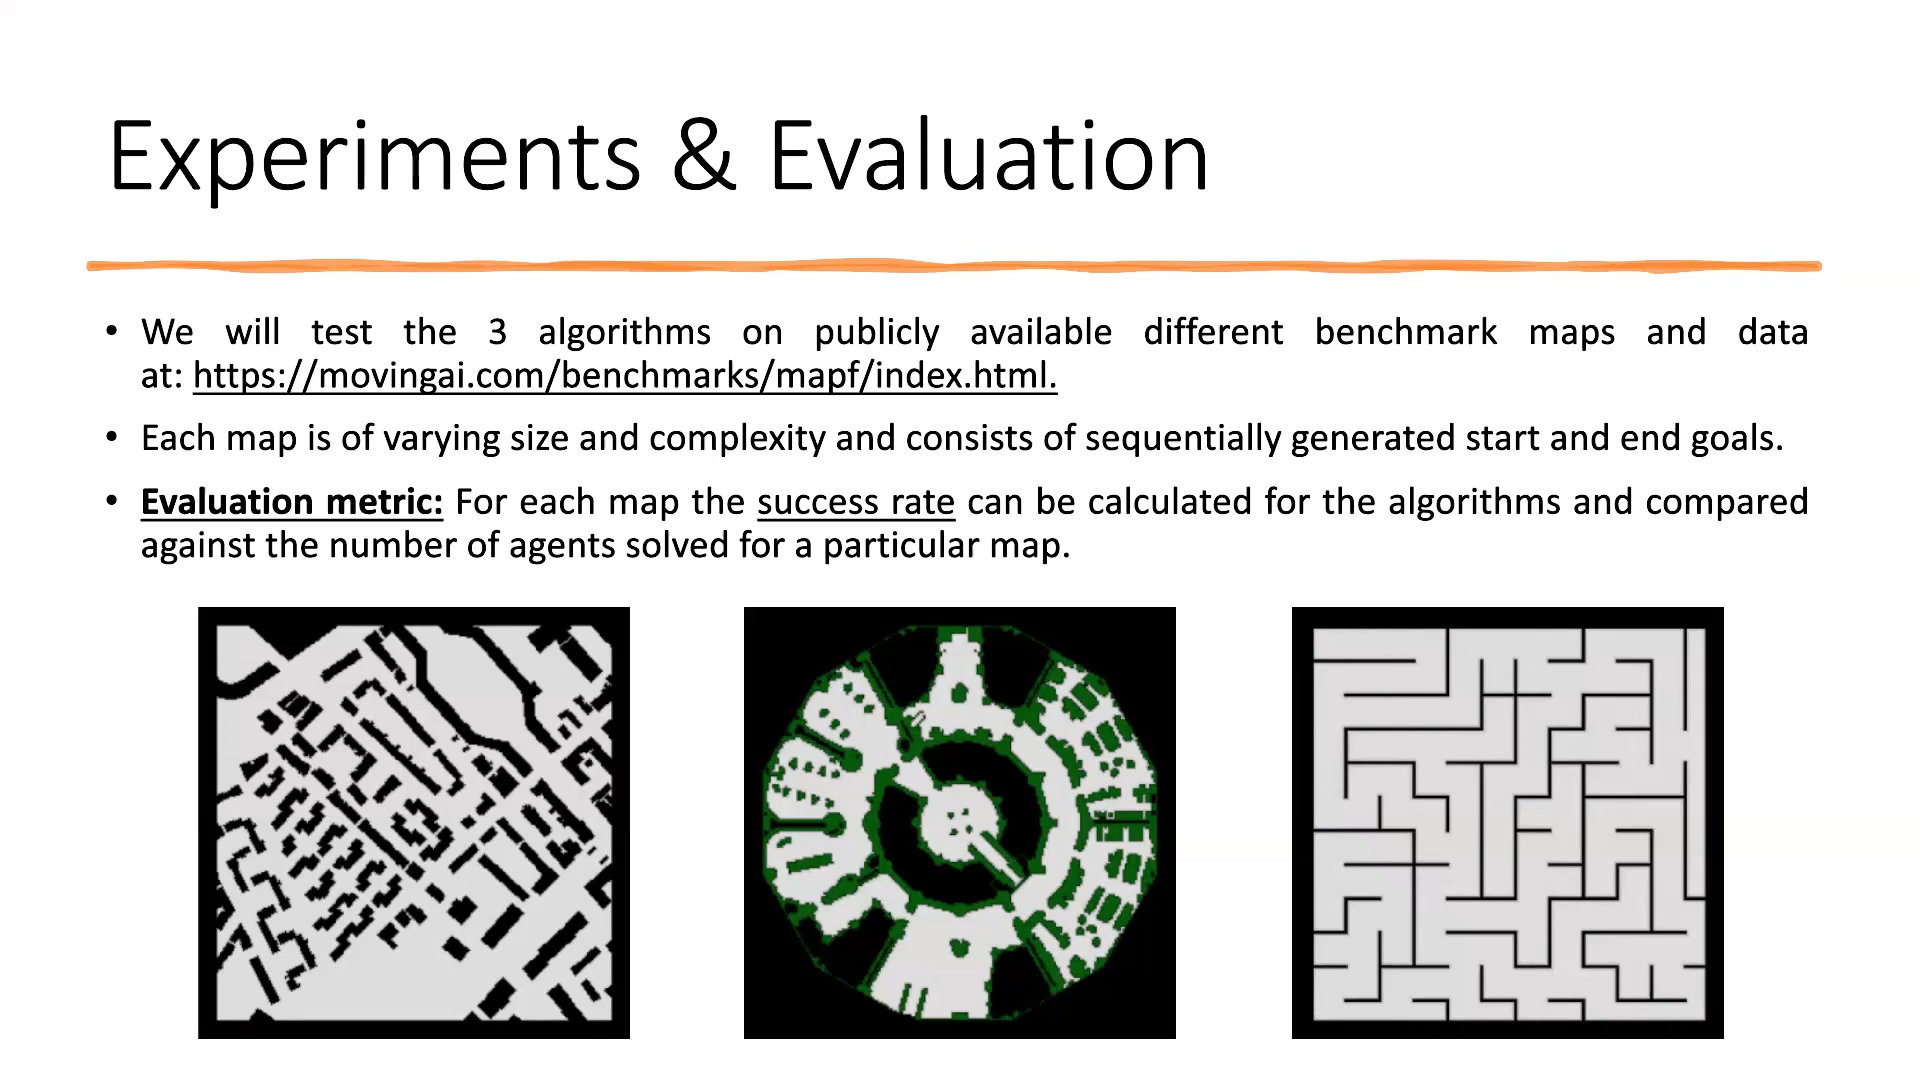 Experiments & Evaluation
• We will test the 3 algorithms on publicly available different benchmark maps and data
at: https://movingai.com/benchmarks/mapf/index.html.
• Each map is of varying size and complexity and consists of sequentially generated start and end goals.
• Evaluation metric: For each map the success rate can be calculated for the algorithms and compared
against the number of agents solved for a particular map.